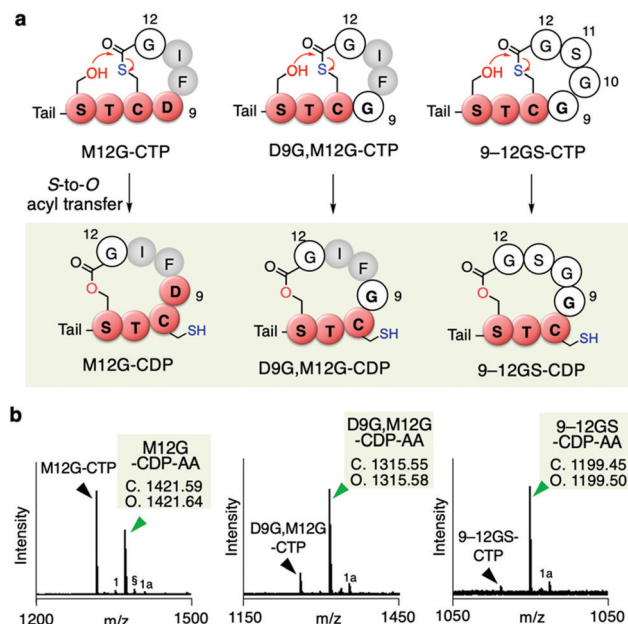 a
12
O
G
I
F
OH
S
Tail
S T C D
9
M12G-CTP
12
O
G
I
F
OH
S
Tail
S T C G
9
D9G,M12G-CTP
12
11
O
G
S
G
10
OH
S
Tail
S T C G
9
9–12GS-CTP
S-to-O
acyl transfer
12
G I F
O
O
D
9
Tail
S T C
SH
M12G-CDP
12
G I F
O
O
G
9
Tail
S T C
SH
D9G,M12G-CDP
12
G S G
O
O
G
9
Tail
S T C
SH
9–12GS-CDP
b
Intensity
M12G-CTP
M12G
-CDP-AA
C. 1421.59
O. 1421.64
1 § 1a
1200 m/z 1500
Intensity
D9G,M12G
-CTP
D9G,M12G
-CDP-AA
C. 1315.55
O. 1315.58
1a
1150 m/z 1450
Intensity
9–12GS-
CTP
9–12GS
-CDP-AA
C. 1199.45
O. 1199.50
1a
1050 m/z 1050